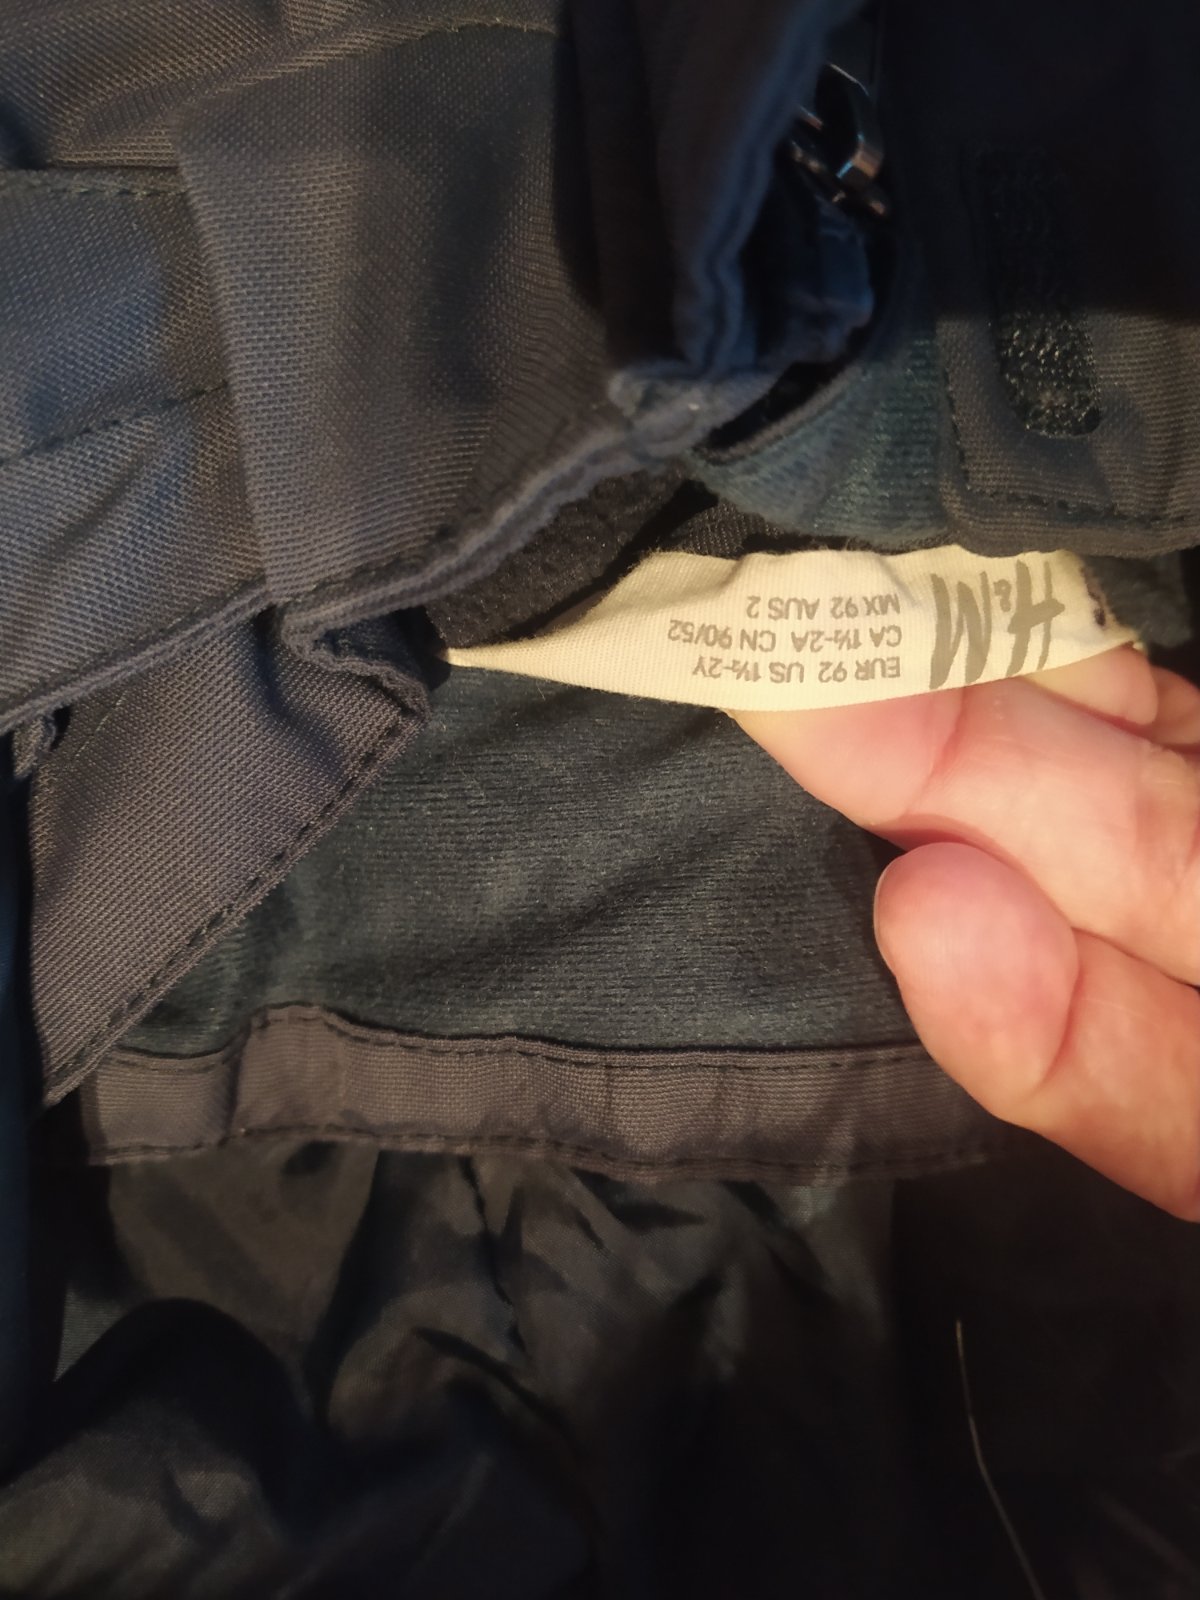 H&M
EUR 92 US 1½-2Y
CA 1½-2A CN 90/52
MX 92 AUS 2